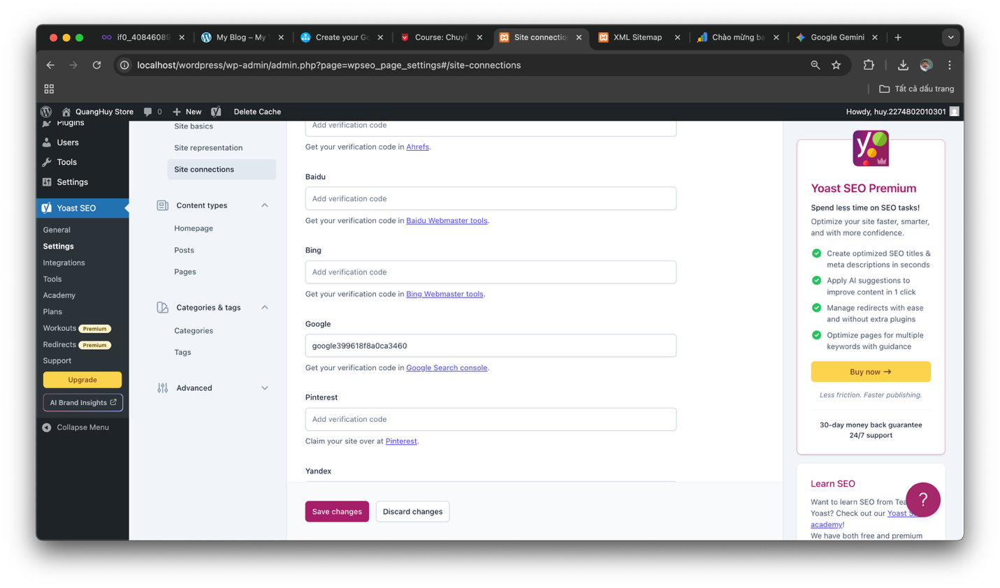 if0_40846089
My Blog – My
Create your Go
Course: Chuyê
Site connectio
XML Sitemap
Chào mừng bạ
Google Gemini
localhost/wordpress/wp-admin/admin.php?page=wpseo_page_settings#/site-connections
Tất cả dấu trang
QuangHuy Store
0
New
Delete Cache
Howdy, huy.2274802010301
Plugins
Users
Tools
Settings
Yoast SEO
General
Settings
Integrations
Tools
Academy
Plans
Workouts Premium
Redirects Premium
Support
Upgrade
AI Brand Insights
Collapse Menu
Site basics
Site representation
Site connections
Content types
Homepage
Posts
Pages
Categories & tags
Categories
Tags
Advanced
Add verification code
Get your verification code in Ahrefs.
Baidu
Add verification code
Get your verification code in Baidu Webmaster tools.
Bing
Add verification code
Get your verification code in Bing Webmaster tools.
Google
google399618f8a0ca3460
Get your verification code in Google Search console.
Pinterest
Add verification code
Claim your site over at Pinterest.
Yandex
Save changes
Discard changes
Yoast SEO Premium
Spend less time on SEO tasks!
Optimize your site faster, smarter,
and with more confidence.
Create optimized SEO titles &
meta descriptions in seconds
Apply AI suggestions to
improve content in 1 click
Manage redirects with ease
and without extra plugins
Optimize pages for multiple
keywords with guidance
Buy now →
Less friction. Faster publishing.
30-day money back guarantee
24/7 support
Learn SEO
Want to learn SEO from Tea
Yoast? Check out our Yoast S
academy!
We have both free and premium
?